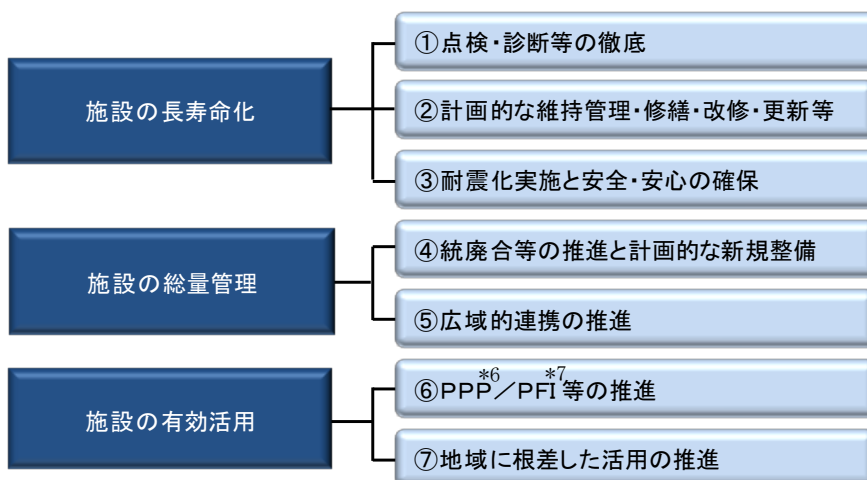 施設の長寿命化
①点検・診断等の徹底
②計画的な維持管理・修繕・改修・更新等
③耐震化実施と安全・安心の確保
施設の総量管理
④統廃合等の推進と計画的な新規整備
⑤広域的連携の推進
施設の有効活用
⑥PPP*6／PFI*7等の推進
⑦地域に根差した活用の推進